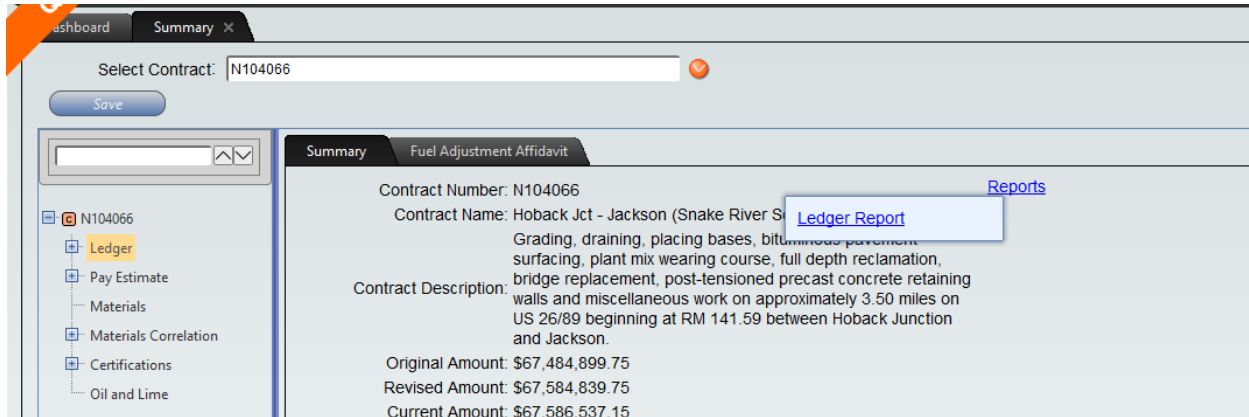 ashboard Summary
Select Contract: N104066
Save
Summary Fuel Adjustment Affidavit
Contract Number: N104066 Reports
Contract Name: Hoback Jct - Jackson (Snake River S Ledger Report
Grading, draining, placing bases, bituminous pavement
surfacing, plant mix wearing course, full depth reclamation,
bridge replacement, post-tensioned precast concrete retaining
Contract Description: walls and miscellaneous work on approximately 3.50 miles on
US 26/89 beginning at RM 141.59 between Hoback Junction
and Jackson.
Original Amount: $67,484,899.75
Revised Amount: $67,584,839.75
Current Amount: $67,586,537.15
C N104066
Ledger
Pay Estimate
Materials
Materials Correlation
Certifications
Oil and Lime